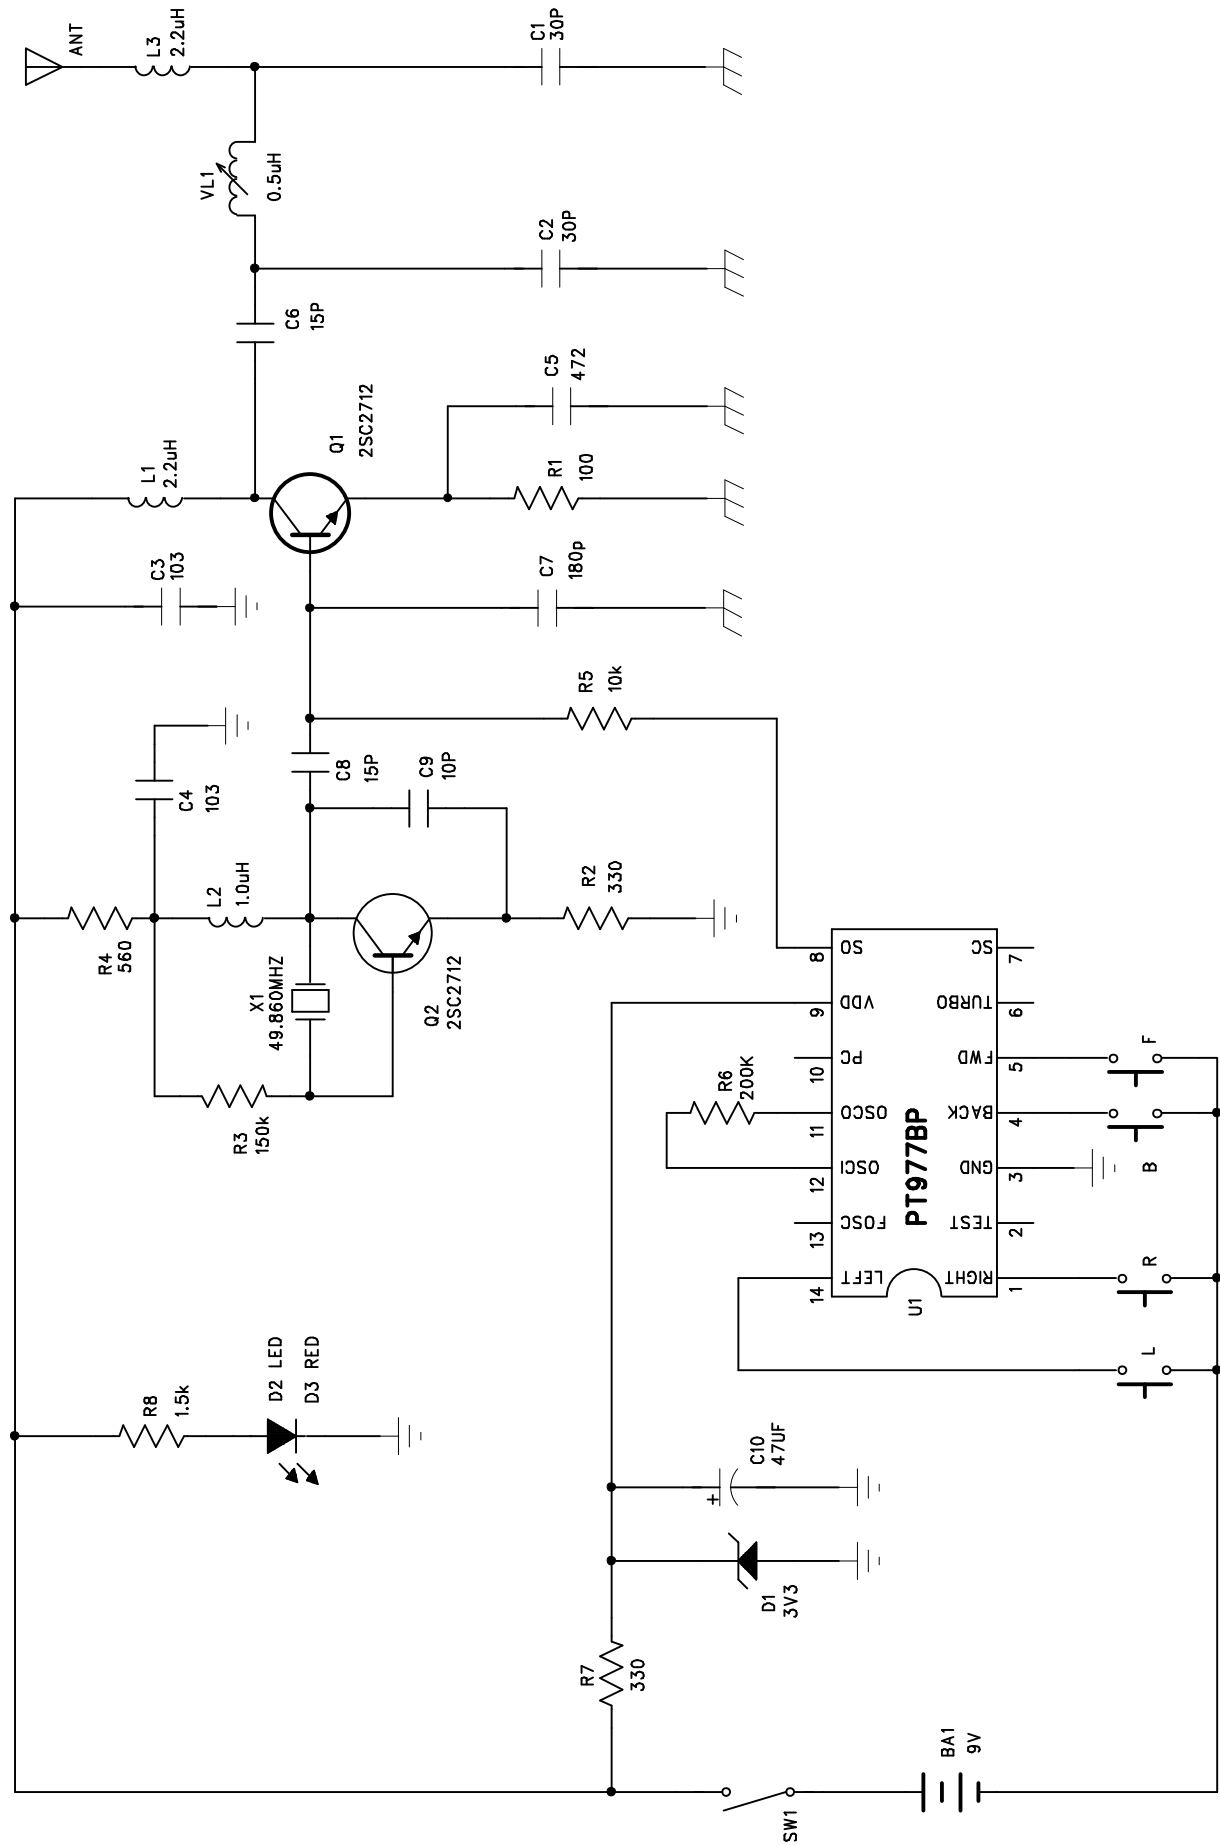 ANT
L3
2.2uH
C1
30P
VL1
0.5uH
C2
30P
C6
15P
C5
472
L1
2.2uH
Q1
2SC2712
R1
100
C3
103
C7
180p
R5
10k
C4
103
C8
15P
C9
10P
R4
560
L2
1.0uH
R2
330
X1
49.860MHZ
Q2
2SC2712
R3
150k
8
SO
SC
7
9
VDD
TURBO
6
10
PC
FWD
5
F
R6
200K
11
OSCO
BACK
4
B
12
OSCI
GND
3
PT977BP
13
FOSC
TEST
2
14
LEFT
RIGHT
1
R
U1
L
R8
1.5k
D2 LED
D3 RED
C10
47UF
+
D1
3V3
R7
330
BA1
9V
SW1